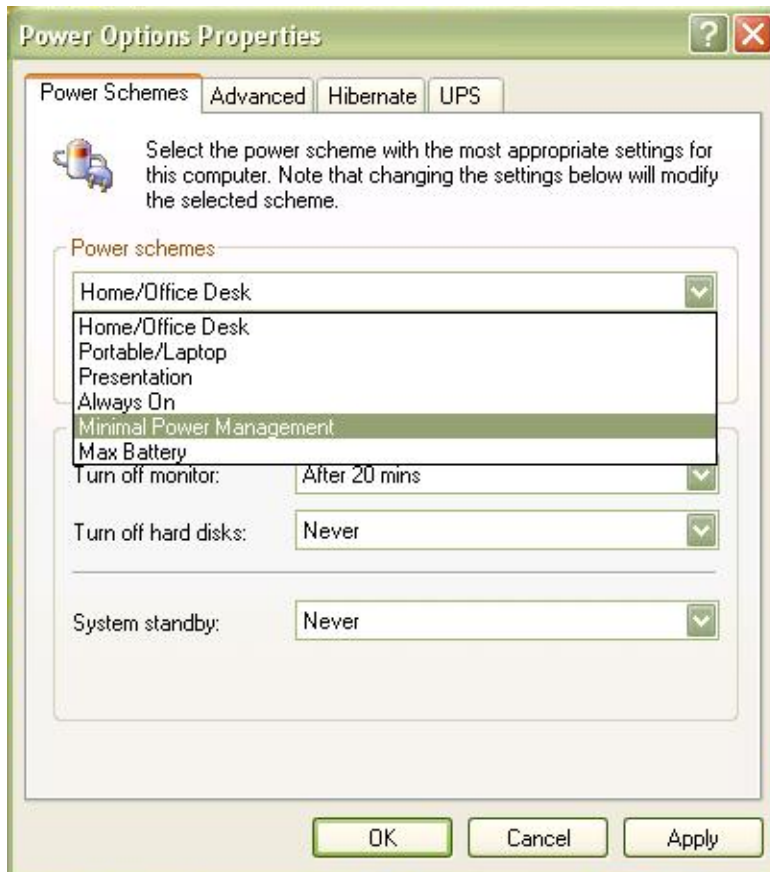 Power Options Properties
Power Schemes Advanced Hibernate UPS
Select the power scheme with the most appropriate settings for
this computer. Note that changing the settings below will modify
the selected scheme.
Power schemes
Home/Office Desk
Home/Office Desk
Portable/Laptop
Presentation
Always On
Minimal Power Management
Max Battery
Turn off monitor: After 20 mins
Turn off hard disks: Never
System standby: Never
OK Cancel Apply